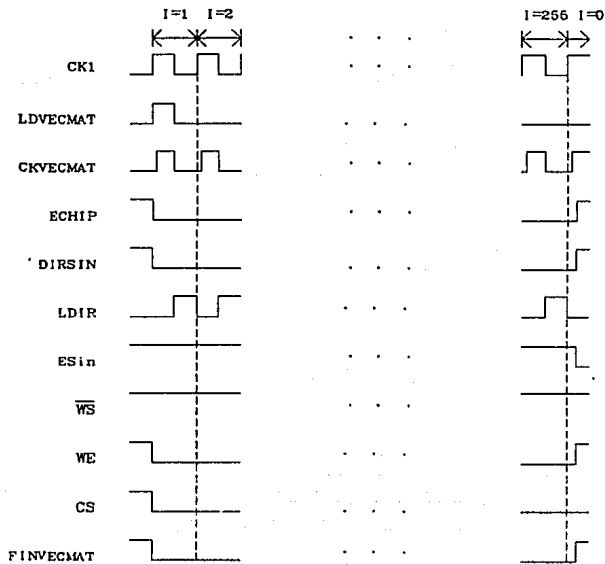 I=1 I=2 I=256 I=0
CK1
LDVECMAT
CKVECMAT
ECHIP
DIRSIN
LDIR
ESin
WS
WE
CS
FINVECMAT